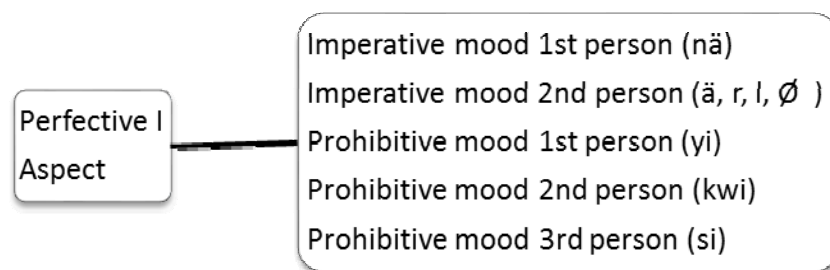 Perfective I
Aspect
Imperative mood 1st person (nä)
Imperative mood 2nd person (ä, r, l, Ø )
Prohibitive mood 1st person (yi)
Prohibitive mood 2nd person (kwi)
Prohibitive mood 3rd person (si)